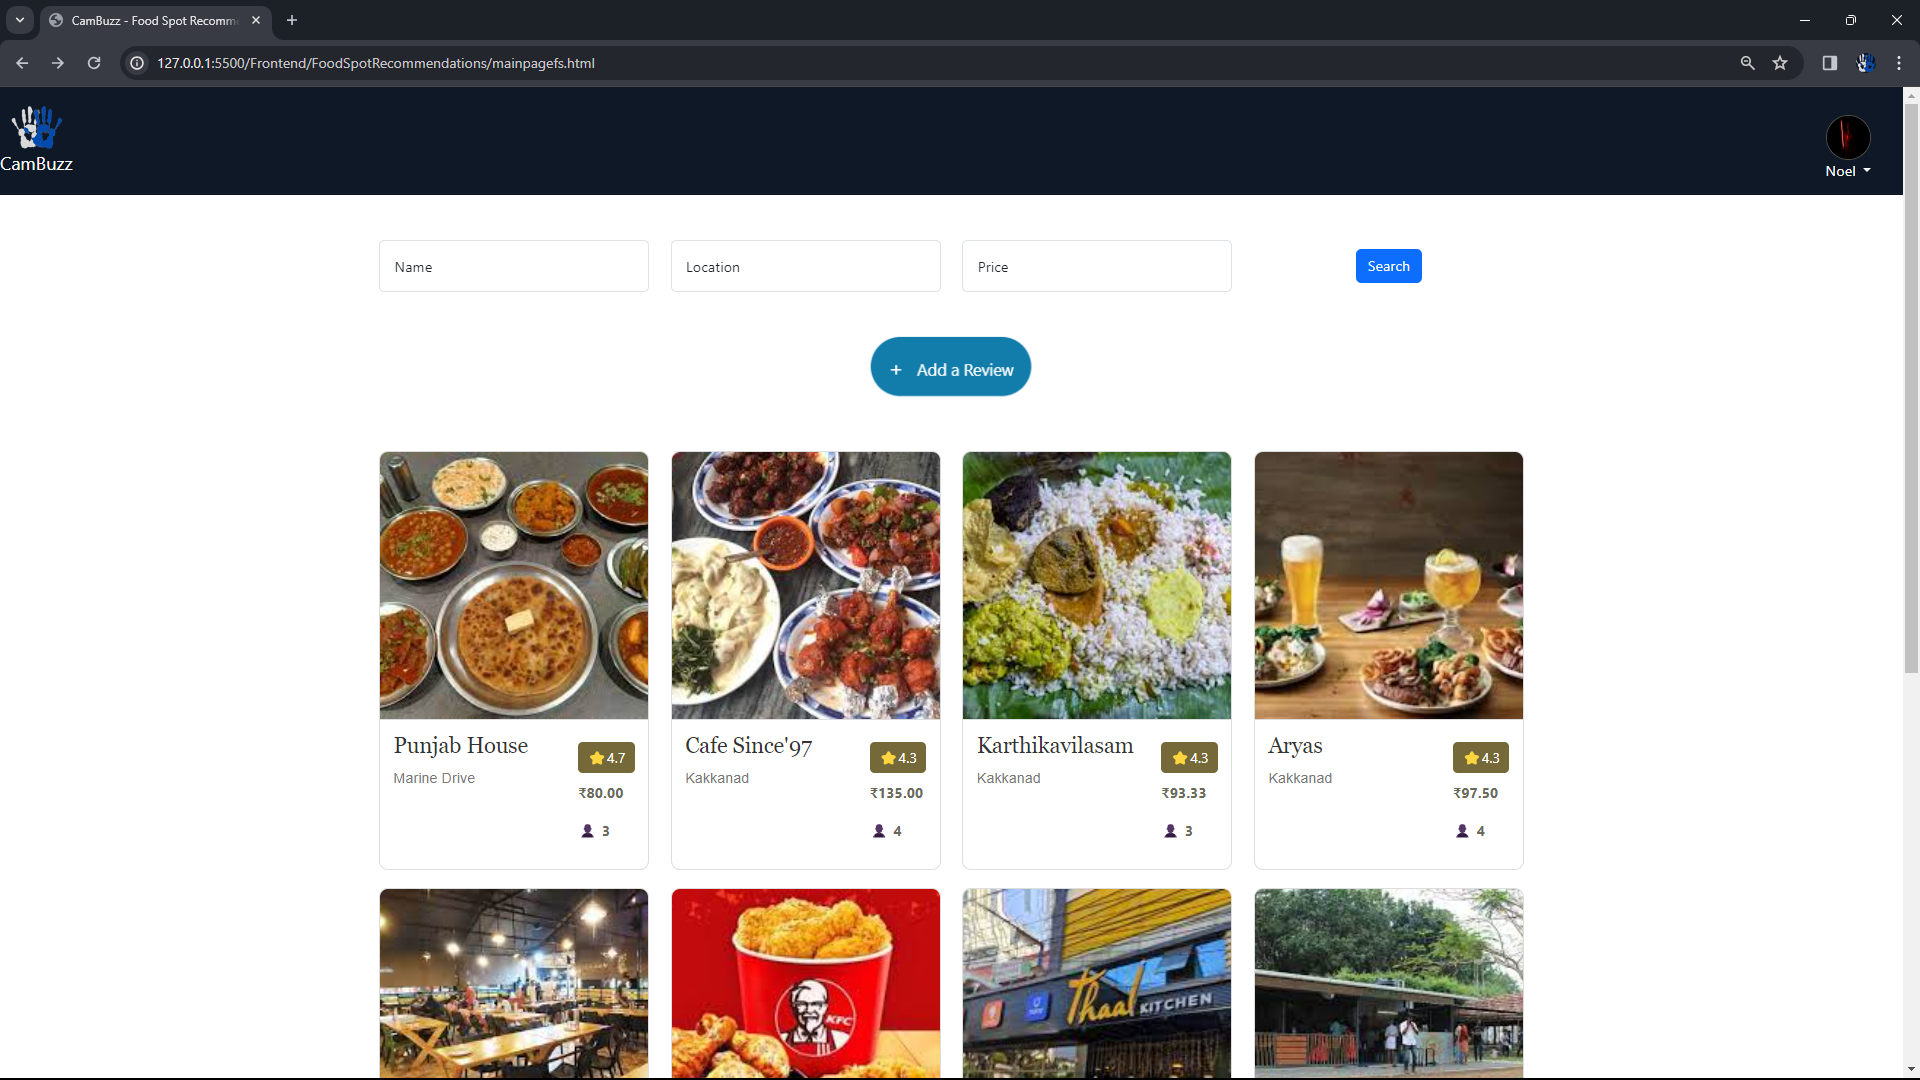 CamBuzz - Food Spot Recomm
127.0.0.1:5500/Frontend/FoodSpotRecommendations/mainpagefs.html
CamBuzz
Noel
Name
Location
Price
Search
+ Add a Review
Punjab House
4.7
Marine Drive
₹80.00
3
Cafe Since'97
4.3
Kakkanad
₹135.00
4
Karthikavilasam
4.3
Kakkanad
₹93.33
3
Aryas
4.3
Kakkanad
₹97.50
4
KFC
Thaal KITCHEN